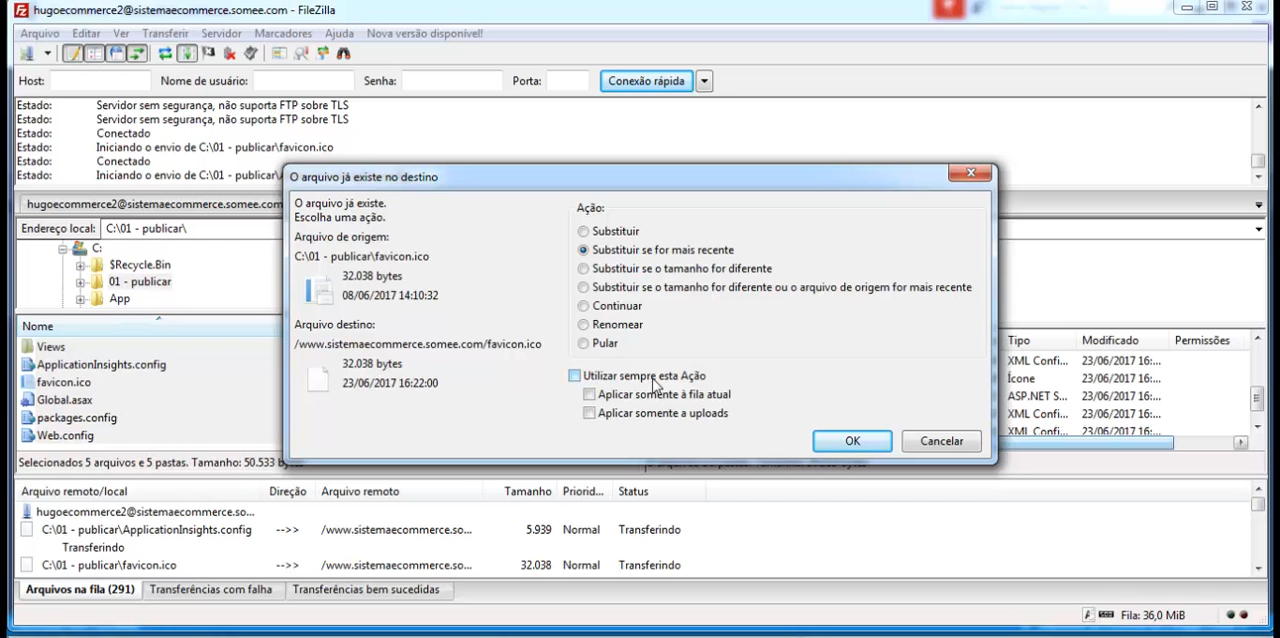 hugoecommerce2@sistemaecommerce.somee.com - FileZilla
Arquivo Editar Ver Transferir Servidor Marcadores Ajuda Nova versão disponível!
Host: Nome de usuário: Senha: Porta: Conexão rápida
Estado: Servidor sem segurança, não suporta FTP sobre TLS
Estado: Servidor sem segurança, não suporta FTP sobre TLS
Estado: Conectado
Estado: Iniciando o envio de C:\01 - publicar\favicon.ico
Estado: Conectado
Estado: Iniciando o envio de C:\01 - publicar\
hugoecommerce2@sistemaecommerce.somee.com
Endereço local: C:\01 - publicar\
C:
$Recycle.Bin
01 - publicar
App
Nome
Views
ApplicationInsights.config
favicon.ico
Global.asax
packages.config
Web.config
Selecionados 5 arquivos e 5 pastas. Tamanho: 50.533
O arquivo já existe no destino
O arquivo já existe.
Escolha uma ação.
Arquivo de origem:
C:\01 - publicar\favicon.ico
32.038 bytes
08/06/2017 14:10:32
Arquivo destino:
/www.sistemaecommerce.somee.com/favicon.ico
32.038 bytes
23/06/2017 16:22:00
Ação:
Substituir
Substituir se for mais recente
Substituir se o tamanho for diferente
Substituir se o tamanho for diferente ou o arquivo de origem for mais recente
Continuar
Renomear
Pular
Utilizar sempre esta Ação
Aplicar somente à fila atual
Aplicar somente a uploads
OK Cancelar
Tipo Modificado Permissões
XML Confi... 23/06/2017 16:...
Ícone 23/06/2017 16:...
ASP.NET S... 23/06/2017 16:...
XML Confi... 23/06/2017 16:...
XML Confi... 23/06/2017 16:...
Arquivo remoto/local Direção Arquivo remoto Tamanho Priorid... Status
hugoecommerce2@sistemaecommerce.so...
C:\01 - publicar\ApplicationInsights.config -->> /www.sistemaecommerce.so... 5.939 Normal Transferindo
Transferindo
C:\01 - publicar\favicon.ico -->> /www.sistemaecommerce.so... 32.038 Normal Transferindo
Arquivos na fila (291) Transferências com falha Transferências bem sucedidas
Fila: 36,0 MiB